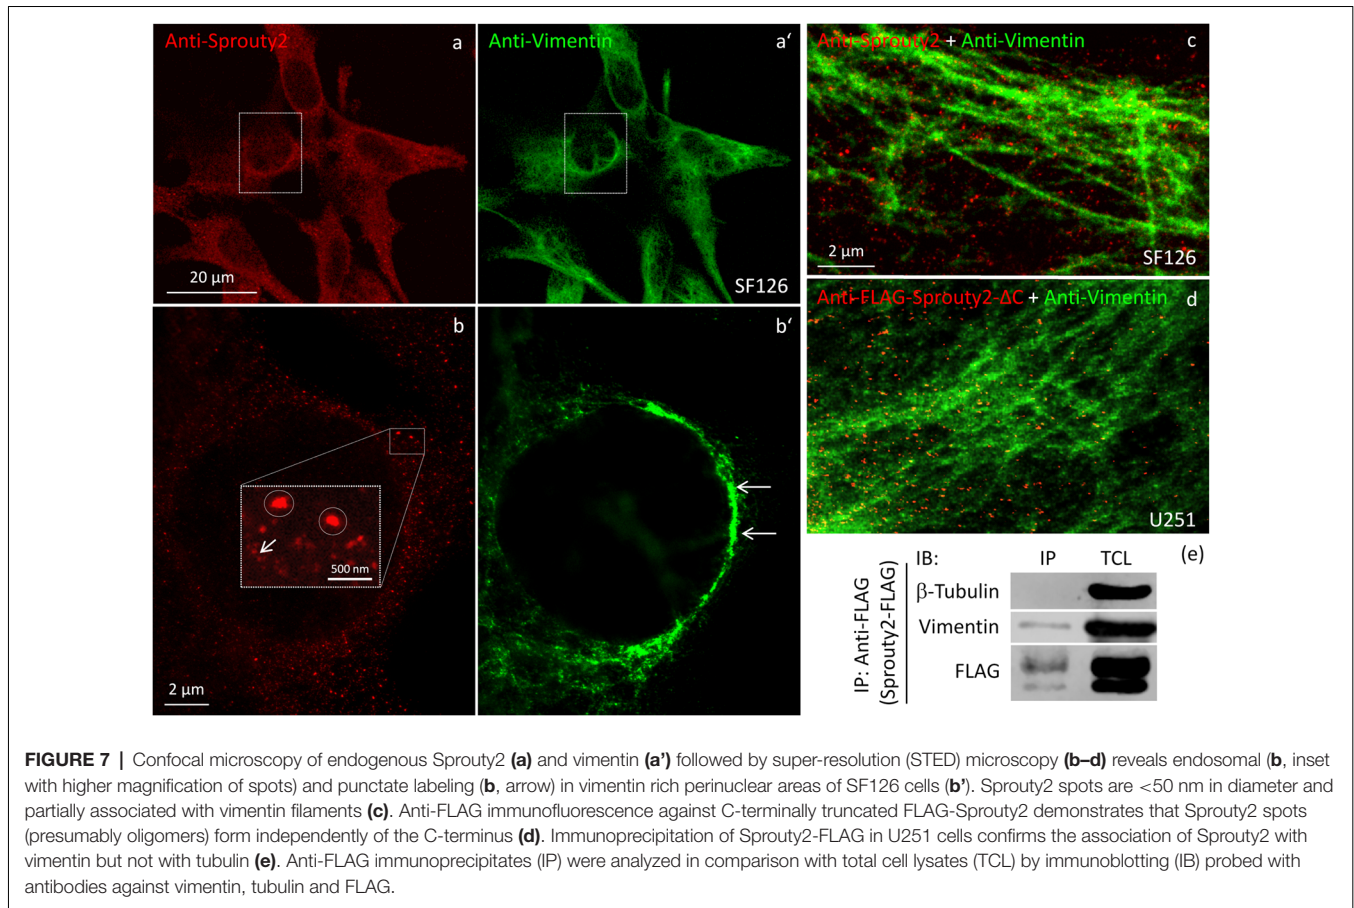 Anti-Sprouty2
a
Anti-Vimentin
a‘
Anti-Sprouty2 + Anti-Vimentin
c
20 µm
SF126
2 µm
SF126
b
b‘
Anti-FLAG-Sprouty2-ΔC + Anti-Vimentin
d
500 nm
U251
2 µm
(e)
IP: Anti-FLAG
(Sprouty2-FLAG)
IB:
IP
TCL
β-Tubulin
Vimentin
FLAG
FIGURE 7 | Confocal microscopy of endogenous Sprouty2 (a) and vimentin (a’) followed by super-resolution (STED) microscopy (b–d) reveals endosomal (b, inset
with higher magnification of spots) and punctate labeling (b, arrow) in vimentin rich perinuclear areas of SF126 cells (b’). Sprouty2 spots are <50 nm in diameter and
partially associated with vimentin filaments (c). Anti-FLAG immunofluorescence against C-terminally truncated FLAG-Sprouty2 demonstrates that Sprouty2 spots
(presumably oligomers) form independently of the C-terminus (d). Immunoprecipitation of Sprouty2-FLAG in U251 cells confirms the association of Sprouty2 with
vimentin but not with tubulin (e). Anti-FLAG immunoprecipitates (IP) were analyzed in comparison with total cell lysates (TCL) by immunoblotting (IB) probed with
antibodies against vimentin, tubulin and FLAG.